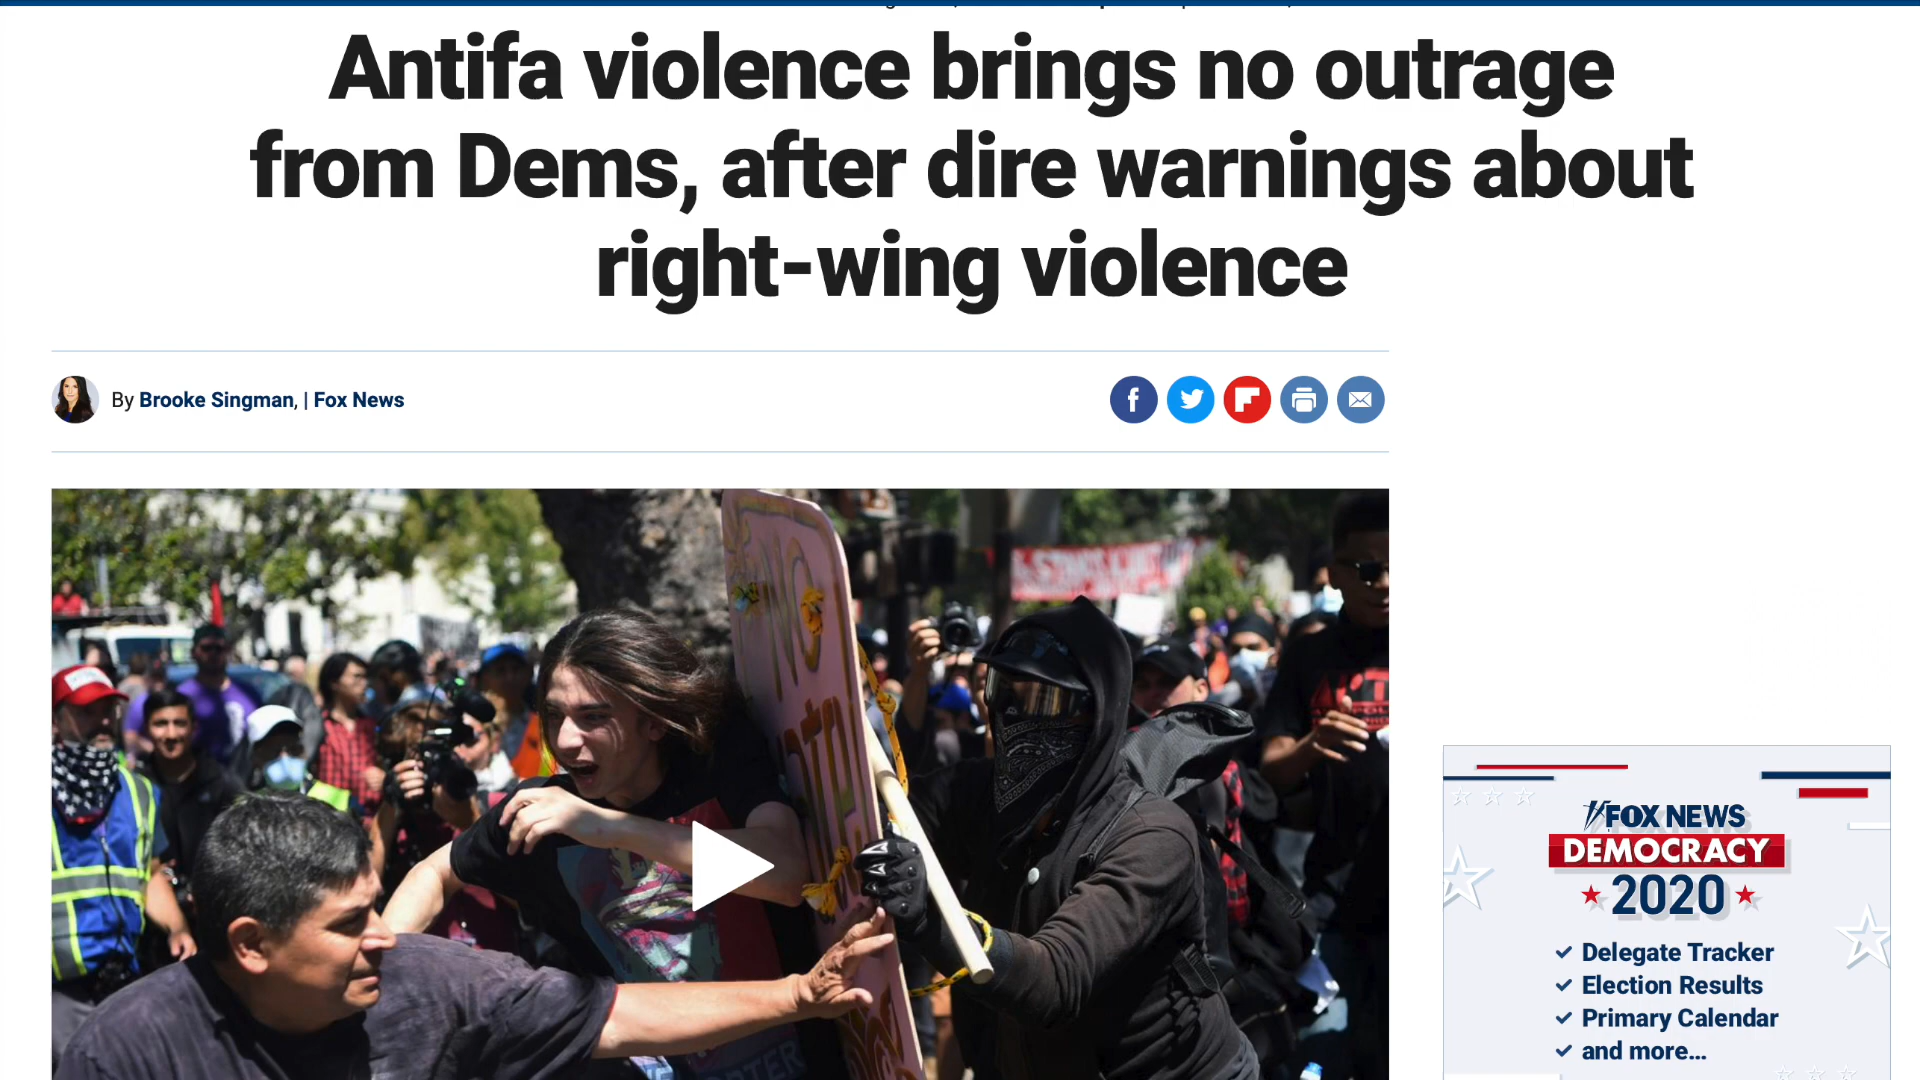 Antifa violence brings no outrage
from Dems, after dire warnings about
right-wing violence
By Brooke Singman, | Fox News
NO
FOX NEWS
DEMOCRACY
2020
Delegate Tracker
Election Results
Primary Calendar
and more...